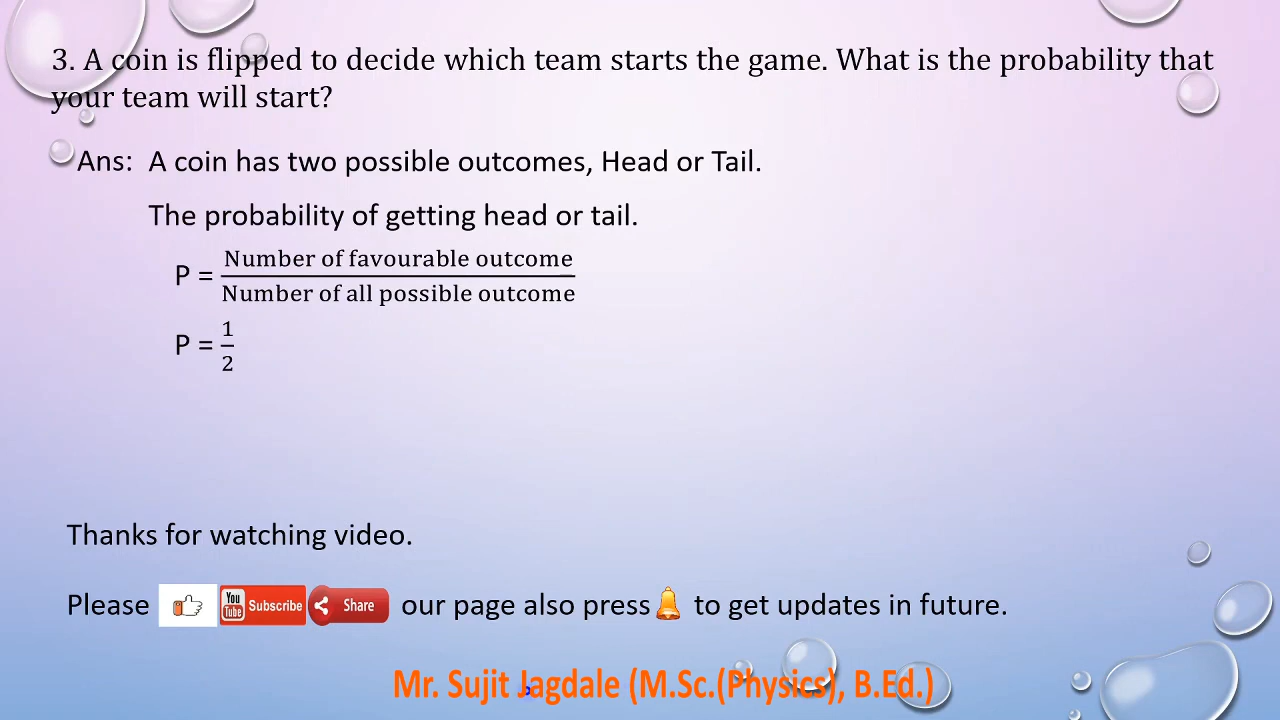 3. A coin is flipped to decide which team starts the game. What is the probability that
your team will start?
Ans: A coin has two possible outcomes, Head or Tail.
The probability of getting head or tail.
P = Number of favourable outcome / Number of all possible outcome
P = 1/2
Thanks for watching video.
Please You Tube Subscribe Share our page also press to get updates in future.
Mr. Sujit Jagdale (M.Sc.(Physics), B.Ed.)